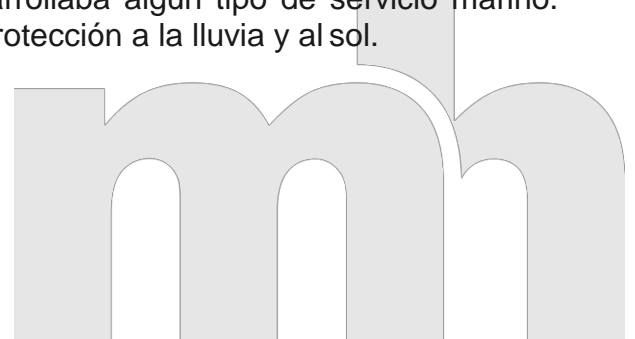 arrollaba algún tipo de servicio marino.
rotección a la lluvia y al sol.
mh